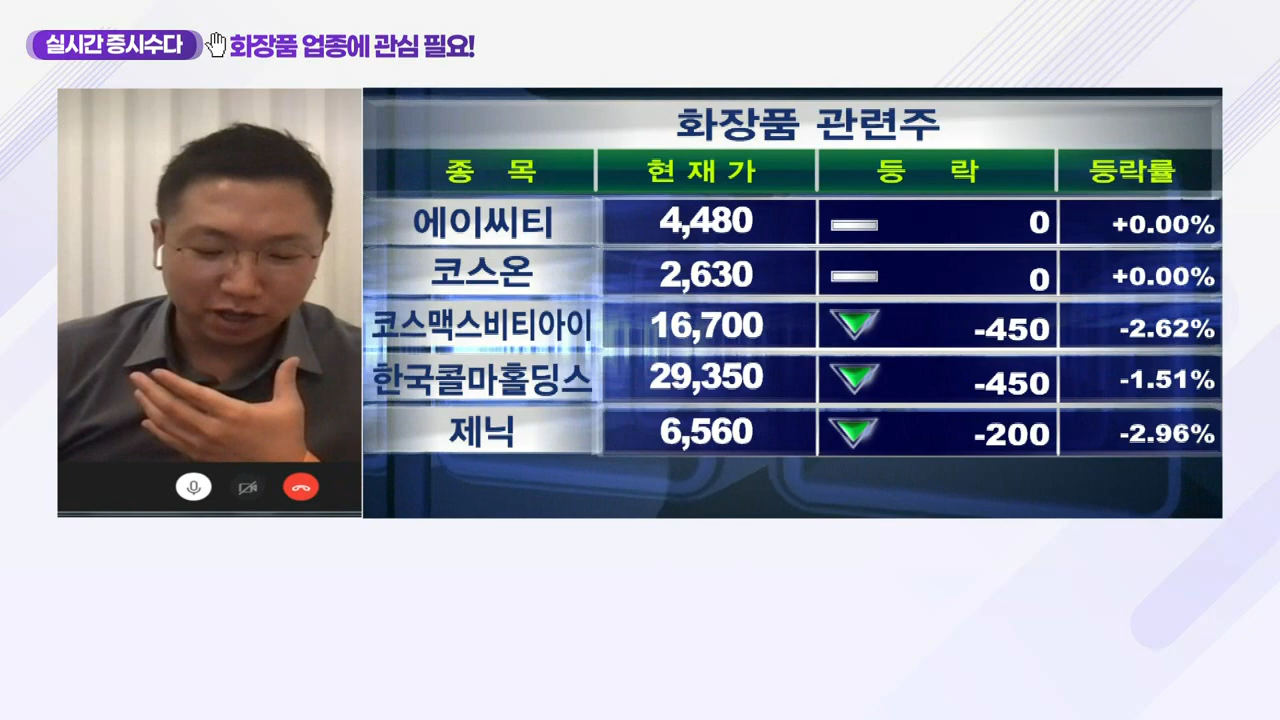 실시간 증시수다 화장품 업종에 관심 필요!
화장품 관련주
종 목 현 재 가 등 락 등락률
에이씨티 4,480 0 +0.00%
코스온 2,630 0 +0.00%
코스맥스비티아이 16,700 -450 -2.62%
한국콜마홀딩스 29,350 -450 -1.51%
제닉 6,560 -200 -2.96%